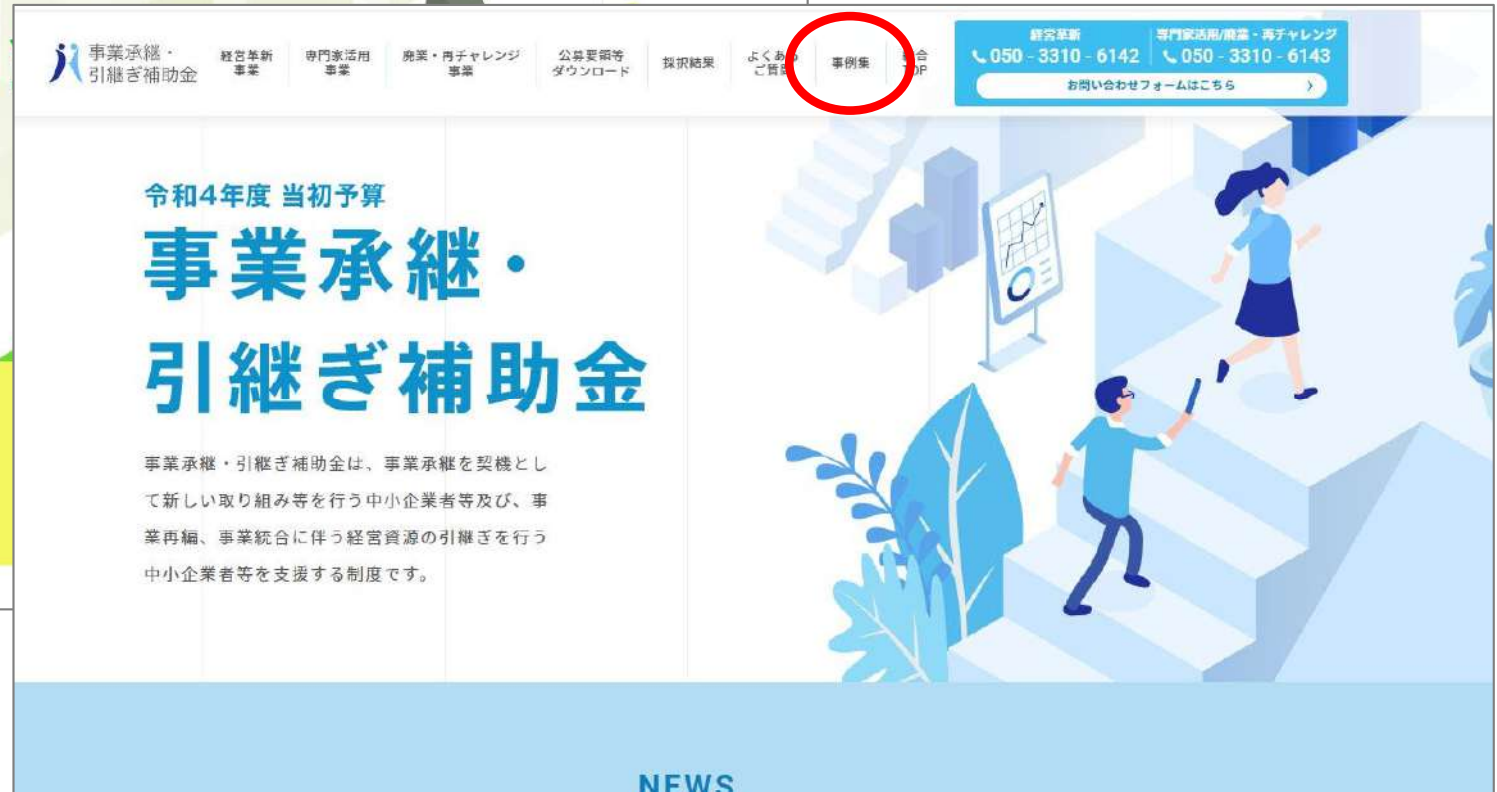 事業承継・
引継ぎ補助金
経営革新
事業
専門家活用
事業
廃業・再チャレンジ
事業
公募要領等
ダウンロード
採択結果
よくある
ご質問
事例集
経営革新
050 - 3310 - 6142
専門家活用/廃業・再チャレンジ
050 - 3310 - 6143
お問い合わせフォームはこちら
令和4年度 当初予算
事業承継・
引継ぎ補助金
事業承継・引継ぎ補助金は、事業承継を契機とし
て新しい取り組み等を行う中小企業者等及び、事
業再編、事業統合に伴う経営資源の引継ぎを行う
中小企業者等を支援する制度です。
NEWS